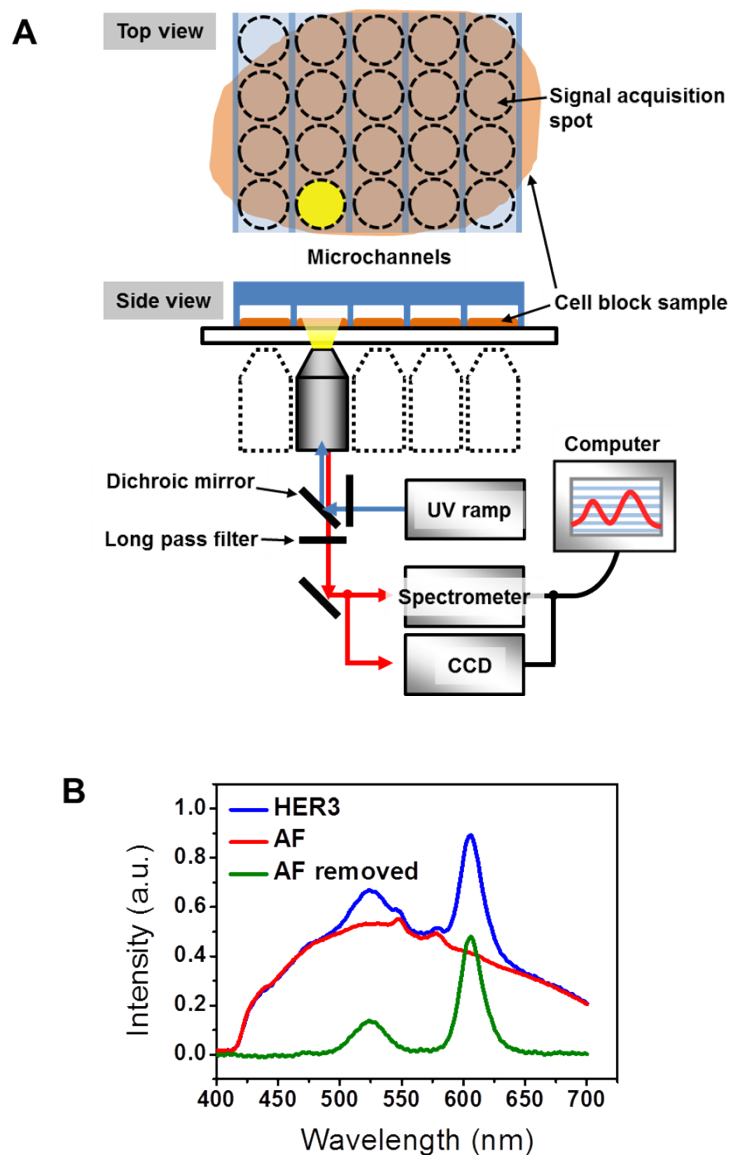 A
Top view
Signal acquisition
spot
Microchannels
Side view
Cell block sample
Computer
Dichroic mirror
UV ramp
Long pass filter
Spectrometer
CCD
B
HER3
AF
AF removed
Intensity (a.u.)
1.0
0.8
0.6
0.4
0.2
0.0
400 450 500 550 600 650 700
Wavelength (nm)